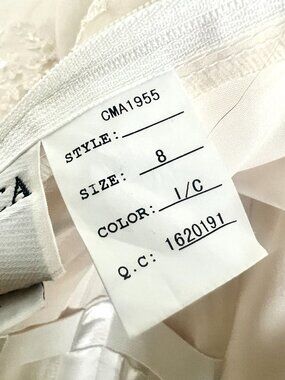 CMA1955
STYLE:
SIZE: 8
COLOR: I/C
Q.C: 1620191
A